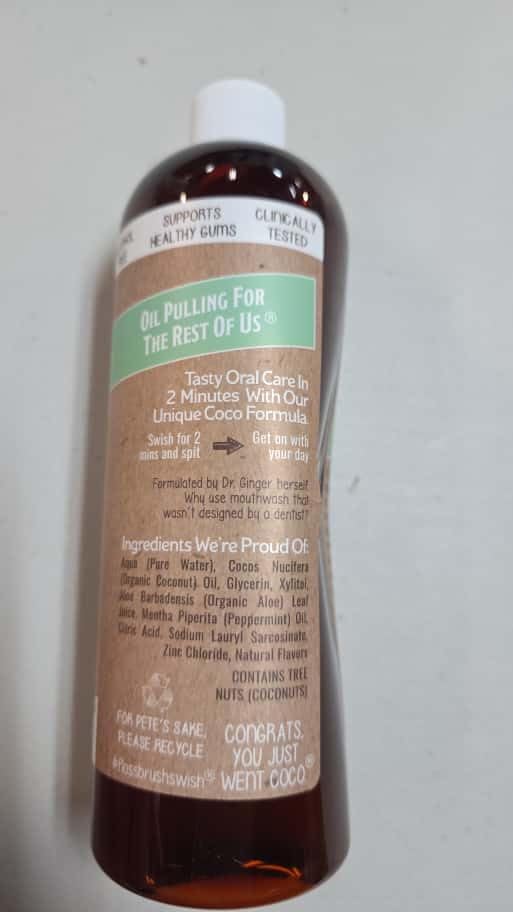 SUPPORTS
HEALTHY GUMS
CLINICALLY
TESTED
OIL PULLING FOR
THE REST OF US®
Tasty Oral Care In
2 Minutes With Our
Unique Coco Formula.
Swish for 2
mins and spit
Get on with
your day
Formulated by Dr. Ginger herself.
Why use mouthwash that
wasn't designed by a dentist?
Ingredients We're Proud Of:
Aqua (Pure Water), Cocos Nucifera
(Organic Coconut) Oil, Glycerin, Xylitol,
Aloe Barbadensis (Organic Aloe) Leaf
Juice, Mentha Piperita (Peppermint) Oil,
Citric Acid, Sodium Lauryl Sarcosinate,
Zinc Chloride, Natural Flavors
CONTAINS TREE
NUTS (COCONUTS)
FOR PETE'S SAKE,
PLEASE RECYCLE
#flossbrushswish®
CONGRATS,
YOU JUST
WENT COCO®